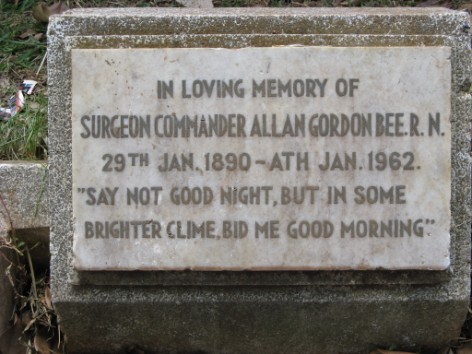 IN LOVING MEMORY OF
SURGEON COMMANDER ALLAN GORDON BEE. R. N.
29TH JAN. 1890 - ATH JAN. 1962.
"SAY NOT GOOD NIGHT, BUT IN SOME
BRIGHTER CLIME, BID ME GOOD MORNING".